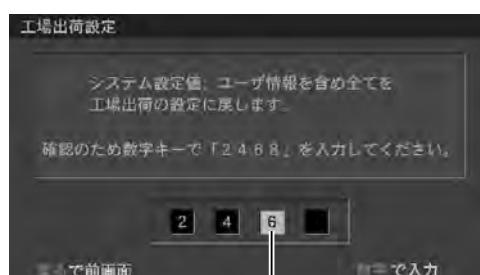 工場出荷設定
システム設定値、ユーザ情報を含め全てを
工場出荷の設定に戻します。
確認のため数字キーで「2468」を入力してください。
2 4 6
で前画面
で入力